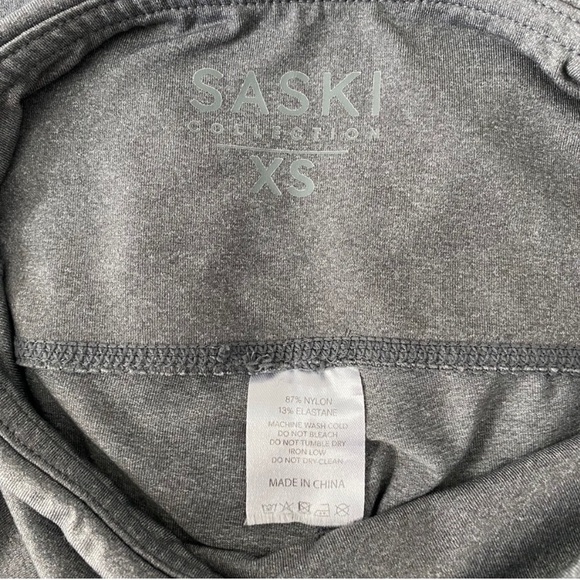 SASKI
COLLECTION
XS
87% NYLON
13% ELASTANE
MACHINE WASH COLD
DO NOT BLEACH
DO NOT TUMBLE DRY
IRON LOW
DO NOT DRY CLEAN
MADE IN CHINA